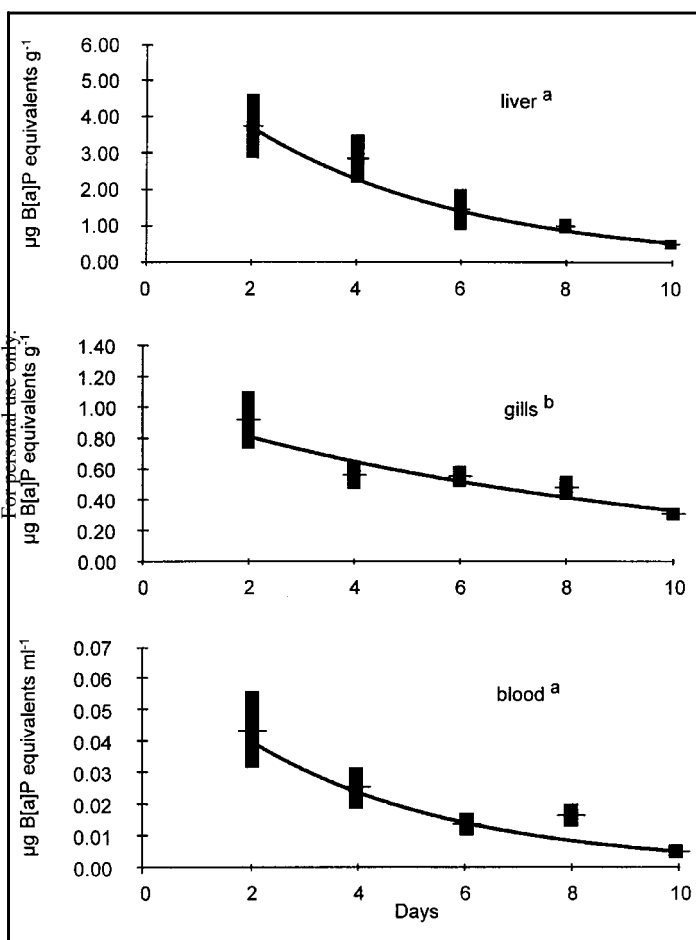 6.00
5.00
4.00
3.00
2.00
1.00
0.00
µg B[a]P equivalents g-1
liver a
0 2 4 6 8 10
1.40
1.20
1.00
0.80
0.60
0.40
0.20
0.00
µg B[a]P equivalents g-1
For personal use only.
gills b
0 2 4 6 8 10
0.07
0.06
0.05
0.04
0.03
0.02
0.01
0.00
µg B[a]P equivalents ml-1
blood a
0 2 4 6 8 10
Days